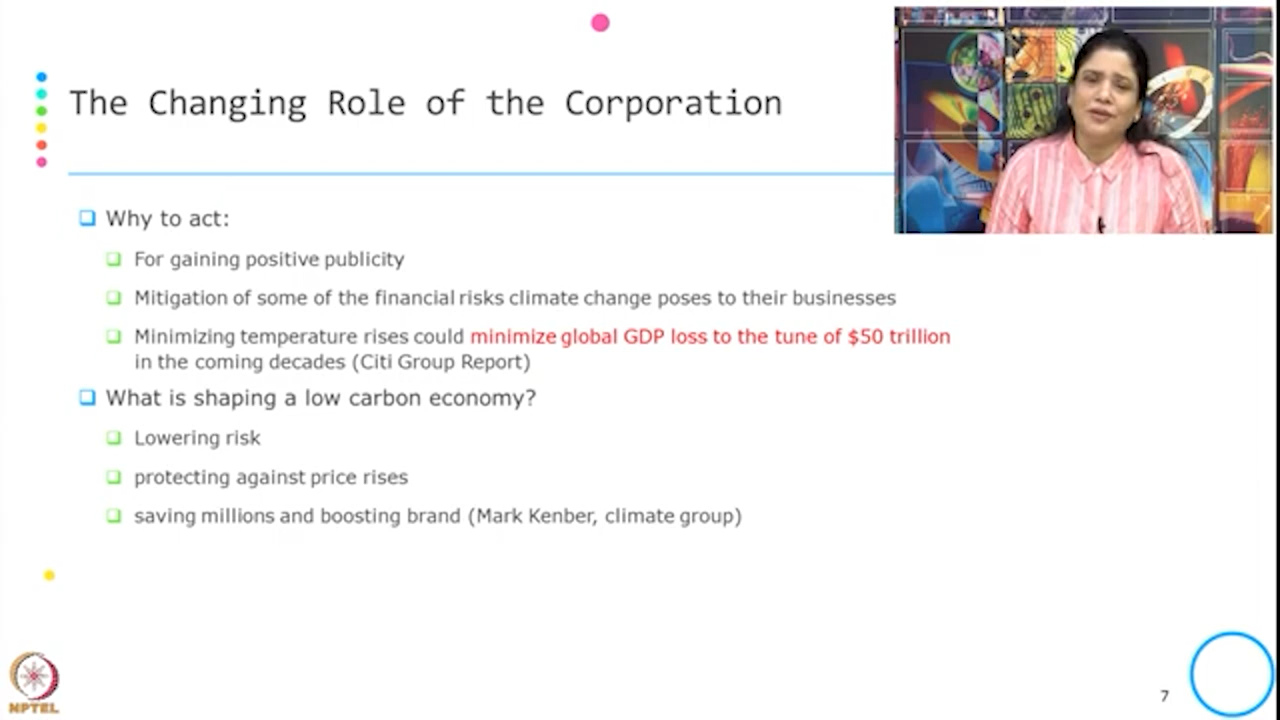 The Changing Role of the Corporation
Why to act:
For gaining positive publicity
Mitigation of some of the financial risks climate change poses to their businesses
Minimizing temperature rises could minimize global GDP loss to the tune of $50 trillion
in the coming decades (Citi Group Report)
What is shaping a low carbon economy?
Lowering risk
protecting against price rises
saving millions and boosting brand (Mark Kenber, climate group)
NPTEL
7